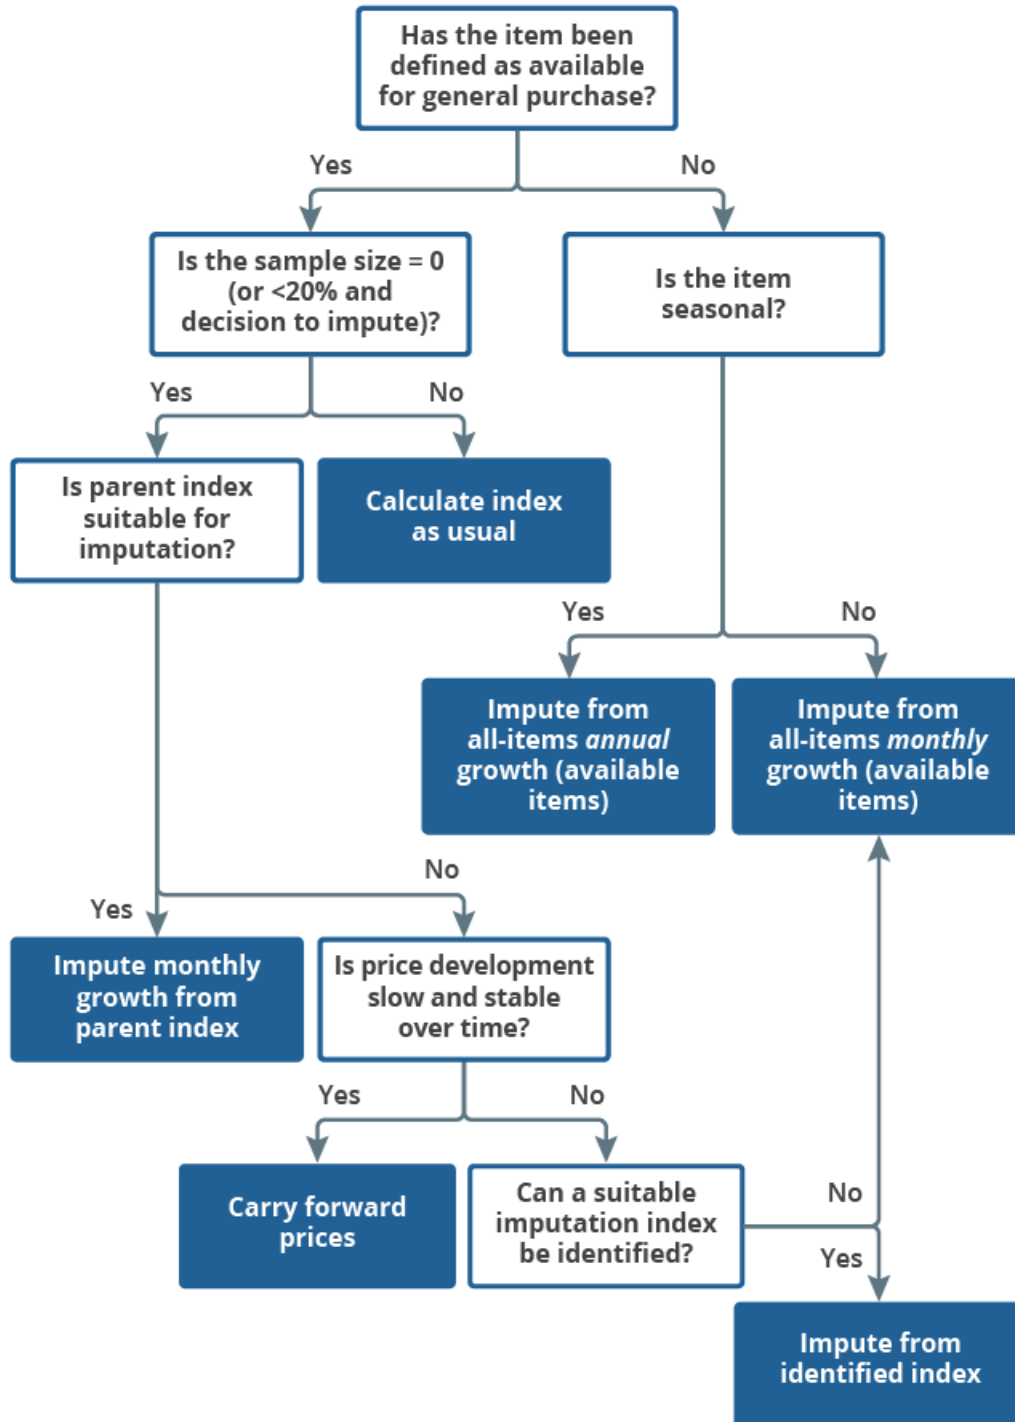 Has the item been
defined as available
for general purchase?
Yes
No
Is the sample size = 0
(or <20% and
decision to impute)?
Is the item
seasonal?
Yes
No
Is parent index
suitable for
imputation?
Calculate index
as usual
Yes
No
Impute from
all-items annual
growth (available
items)
Impute from
all-items monthly
growth (available
items)
No
Yes
Impute monthly
growth from
parent index
Is price development
slow and stable
over time?
Yes
No
Carry forward
prices
Can a suitable
imputation index
be identified?
No
Yes
Impute from
identified index